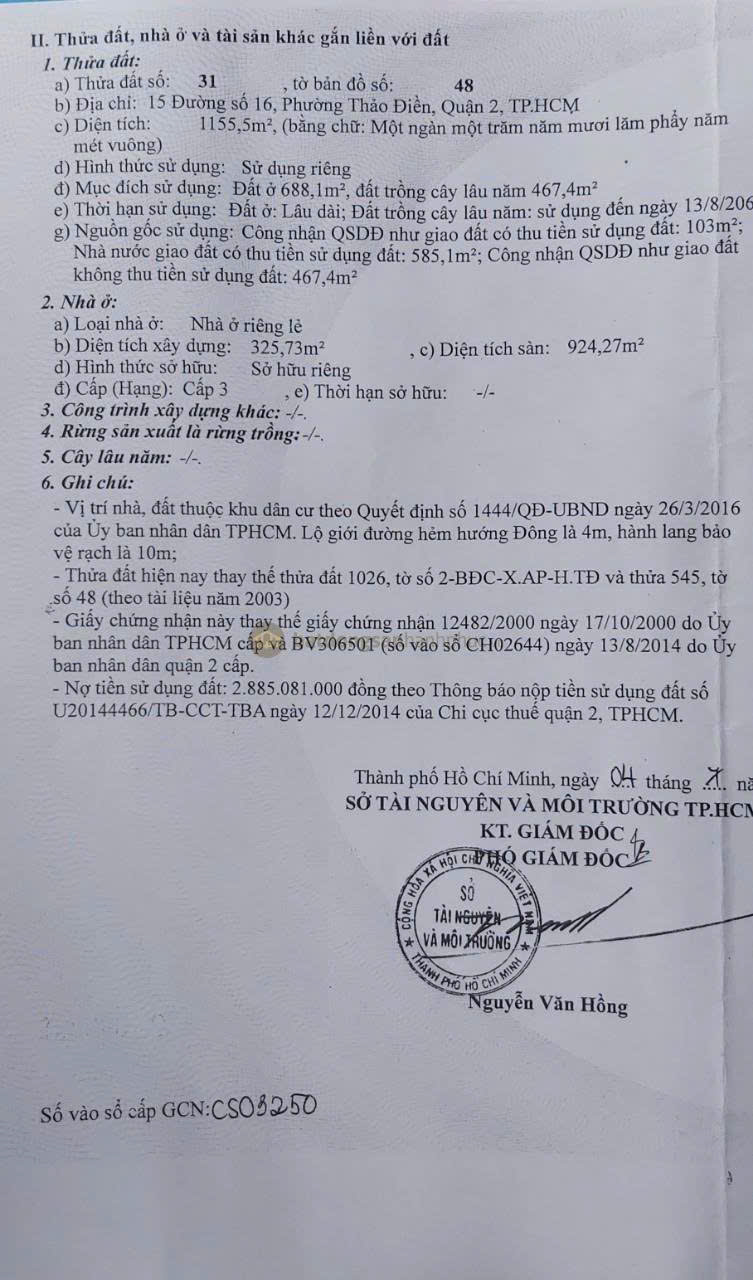 II. Thửa đất, nhà ở và tài sản khác gắn liền với đất
1. Thửa đất:
a) Thửa đất số: 31 , tờ bản đồ số: 48
b) Địa chỉ: 15 Đường số 16, Phường Thảo Điền, Quận 2, TP.HCM
c) Diện tích: 1155,5m², (bằng chữ: Một ngàn một trăm năm mươi lăm phẩy năm
mét vuông)
d) Hình thức sử dụng: Sử dụng riêng
đ) Mục đích sử dụng: Đất ở 688,1m², đất trồng cây lâu năm 467,4m²
e) Thời hạn sử dụng: Đất ở: Lâu dài; Đất trồng cây lâu năm: sử dụng đến ngày 13/8/206
g) Nguồn gốc sử dụng: Công nhận QSDĐ như giao đất có thu tiền sử dụng đất: 103m²;
Nhà nước giao đất có thu tiền sử dụng đất: 585,1m²; Công nhận QSDĐ như giao đất
không thu tiền sử dụng đất: 467,4m²
2. Nhà ở:
a) Loại nhà ở: Nhà ở riêng lẻ
b) Diện tích xây dựng: 325,73m² , c) Diện tích sàn: 924,27m²
d) Hình thức sở hữu: Sở hữu riêng
đ) Cấp (Hạng): Cấp 3 , e) Thời hạn sở hữu: -/-
3. Công trình xây dựng khác: -/-.
4. Rừng sản xuất là rừng trồng: -/-.
5. Cây lâu năm: -/-.
6. Ghi chú:
- Vị trí nhà, đất thuộc khu dân cư theo Quyết định số 1444/QĐ-UBND ngày 26/3/2016
của Ủy ban nhân dân TPHCM. Lộ giới đường hẻm hướng Đông là 4m, hành lang bảo
vệ rạch là 10m;
- Thửa đất hiện nay thay thế thửa đất 1026, tờ số 2-BĐC-X.AP-H.TĐ và thửa 545, tờ
số 48 (theo tài liệu năm 2003)
- Giấy chứng nhận này thay thế giấy chứng nhận 12482/2000 ngày 17/10/2000 do Ủy
ban nhân dân TPHCM cấp và BV306501 (số vào sổ CH02644) ngày 13/8/2014 do Ủy
ban nhân dân quận 2 cấp.
- Nợ tiền sử dụng đất: 2.885.081.000 đồng theo Thông báo nộp tiền sử dụng đất số
U20144466/TB-CCT-TBA ngày 12/12/2014 của Chi cục thuế quận 2, TPHCM.
Thành phố Hồ Chí Minh, ngày 04 tháng nă
SỞ TÀI NGUYÊN VÀ MÔI TRƯỜNG TP.HCM
KT. GIÁM ĐỐC
PHÓ GIÁM ĐỐC
CỘNG HÒA XÃ HỘI CHỦ NGHĨA VIỆT NAM
SỞ
TÀI NGUYÊN
VÀ MÔI TRƯỜNG
THÀNH PHỐ HỒ CHÍ MINH
Nguyễn Văn Hồng
Số vào sổ cấp GCN: CS03250